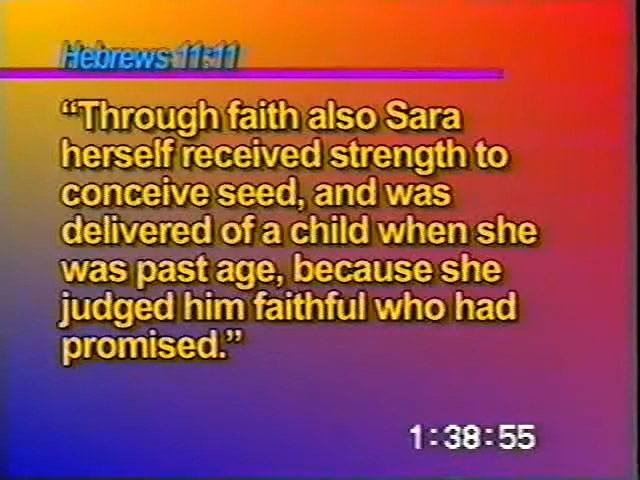 Hebrews 11:11
“Through faith also Sara
herself received strength to
conceive seed, and was
delivered of a child when she
was past age, because she
judged him faithful who had
promised.”
1:38:55